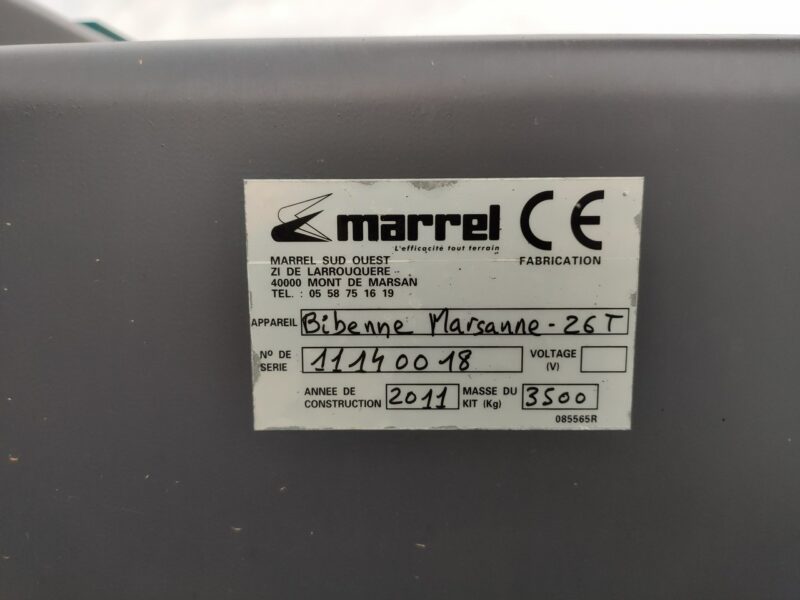 marrel CE
L'efficacité tout terrain
MARREL SUD OUEST
ZI DE LARROUQUERE
40000 MONT DE MARSAN
TEL. : 05 58 75 16 19
FABRICATION
APPAREIL Bibenne Marsanne - 26 T
N° DE SERIE 11140018 VOLTAGE (V)
ANNEE DE CONSTRUCTION 2011 MASSE DU KIT (Kg) 3500
085565R